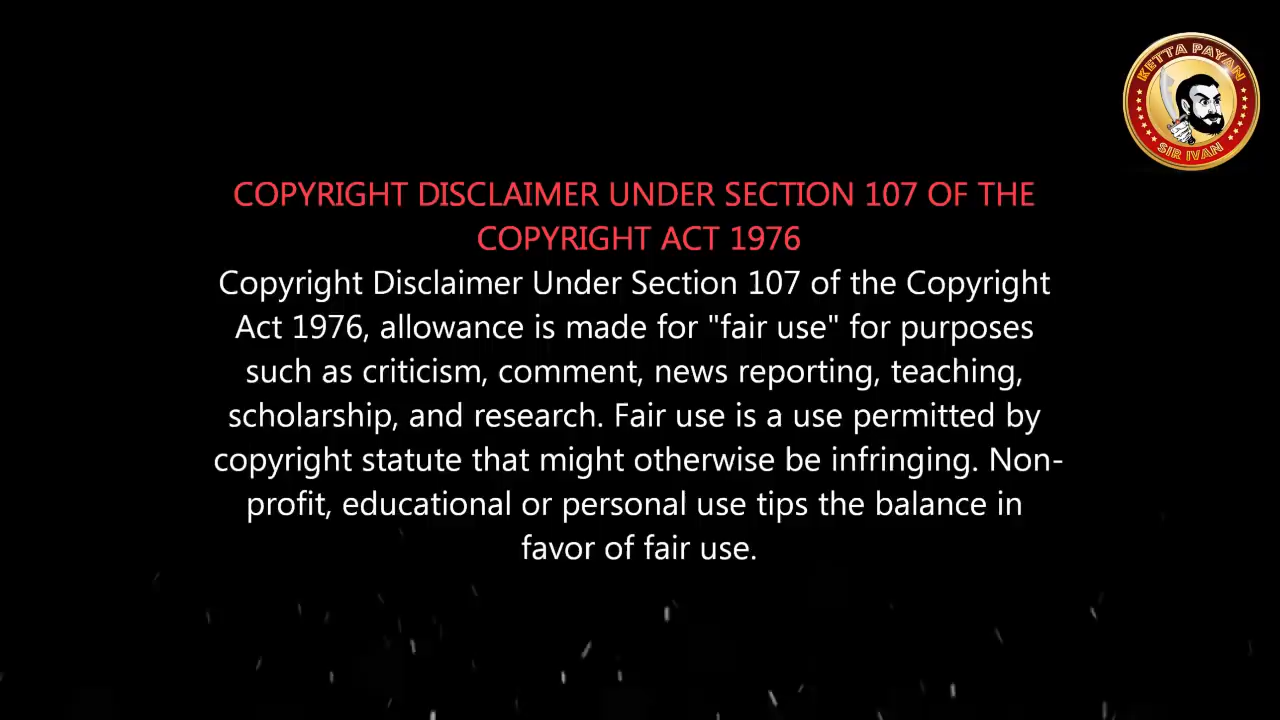 KETTA PAYAN
SIR IVAN
COPYRIGHT DISCLAIMER UNDER SECTION 107 OF THE
COPYRIGHT ACT 1976
Copyright Disclaimer Under Section 107 of the Copyright
Act 1976, allowance is made for "fair use" for purposes
such as criticism, comment, news reporting, teaching,
scholarship, and research. Fair use is a use permitted by
copyright statute that might otherwise be infringing. Non-
profit, educational or personal use tips the balance in
favor of fair use.